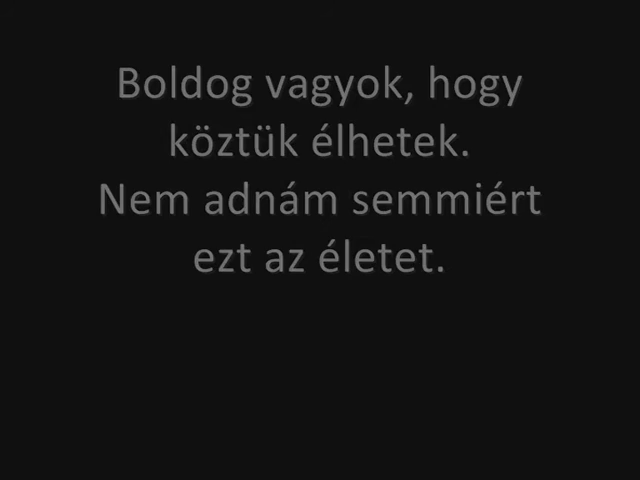 Boldog vagyok, hogy
köztük élhetek.
Nem adnám semmiért
ezt az életet.